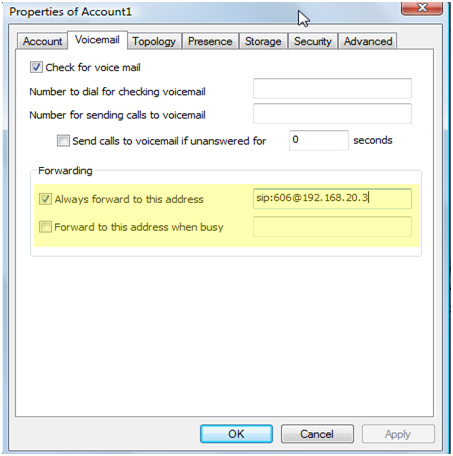 Properties of Account1
Account Voicemail Topology Presence Storage Security Advanced
Check for voice mail
Number to dial for checking voicemail
Number for sending calls to voicemail
Send calls to voicemail if unanswered for 0 seconds
Forwarding
Always forward to this address sip:606@192.168.20.3
Forward to this address when busy
OK Cancel Apply